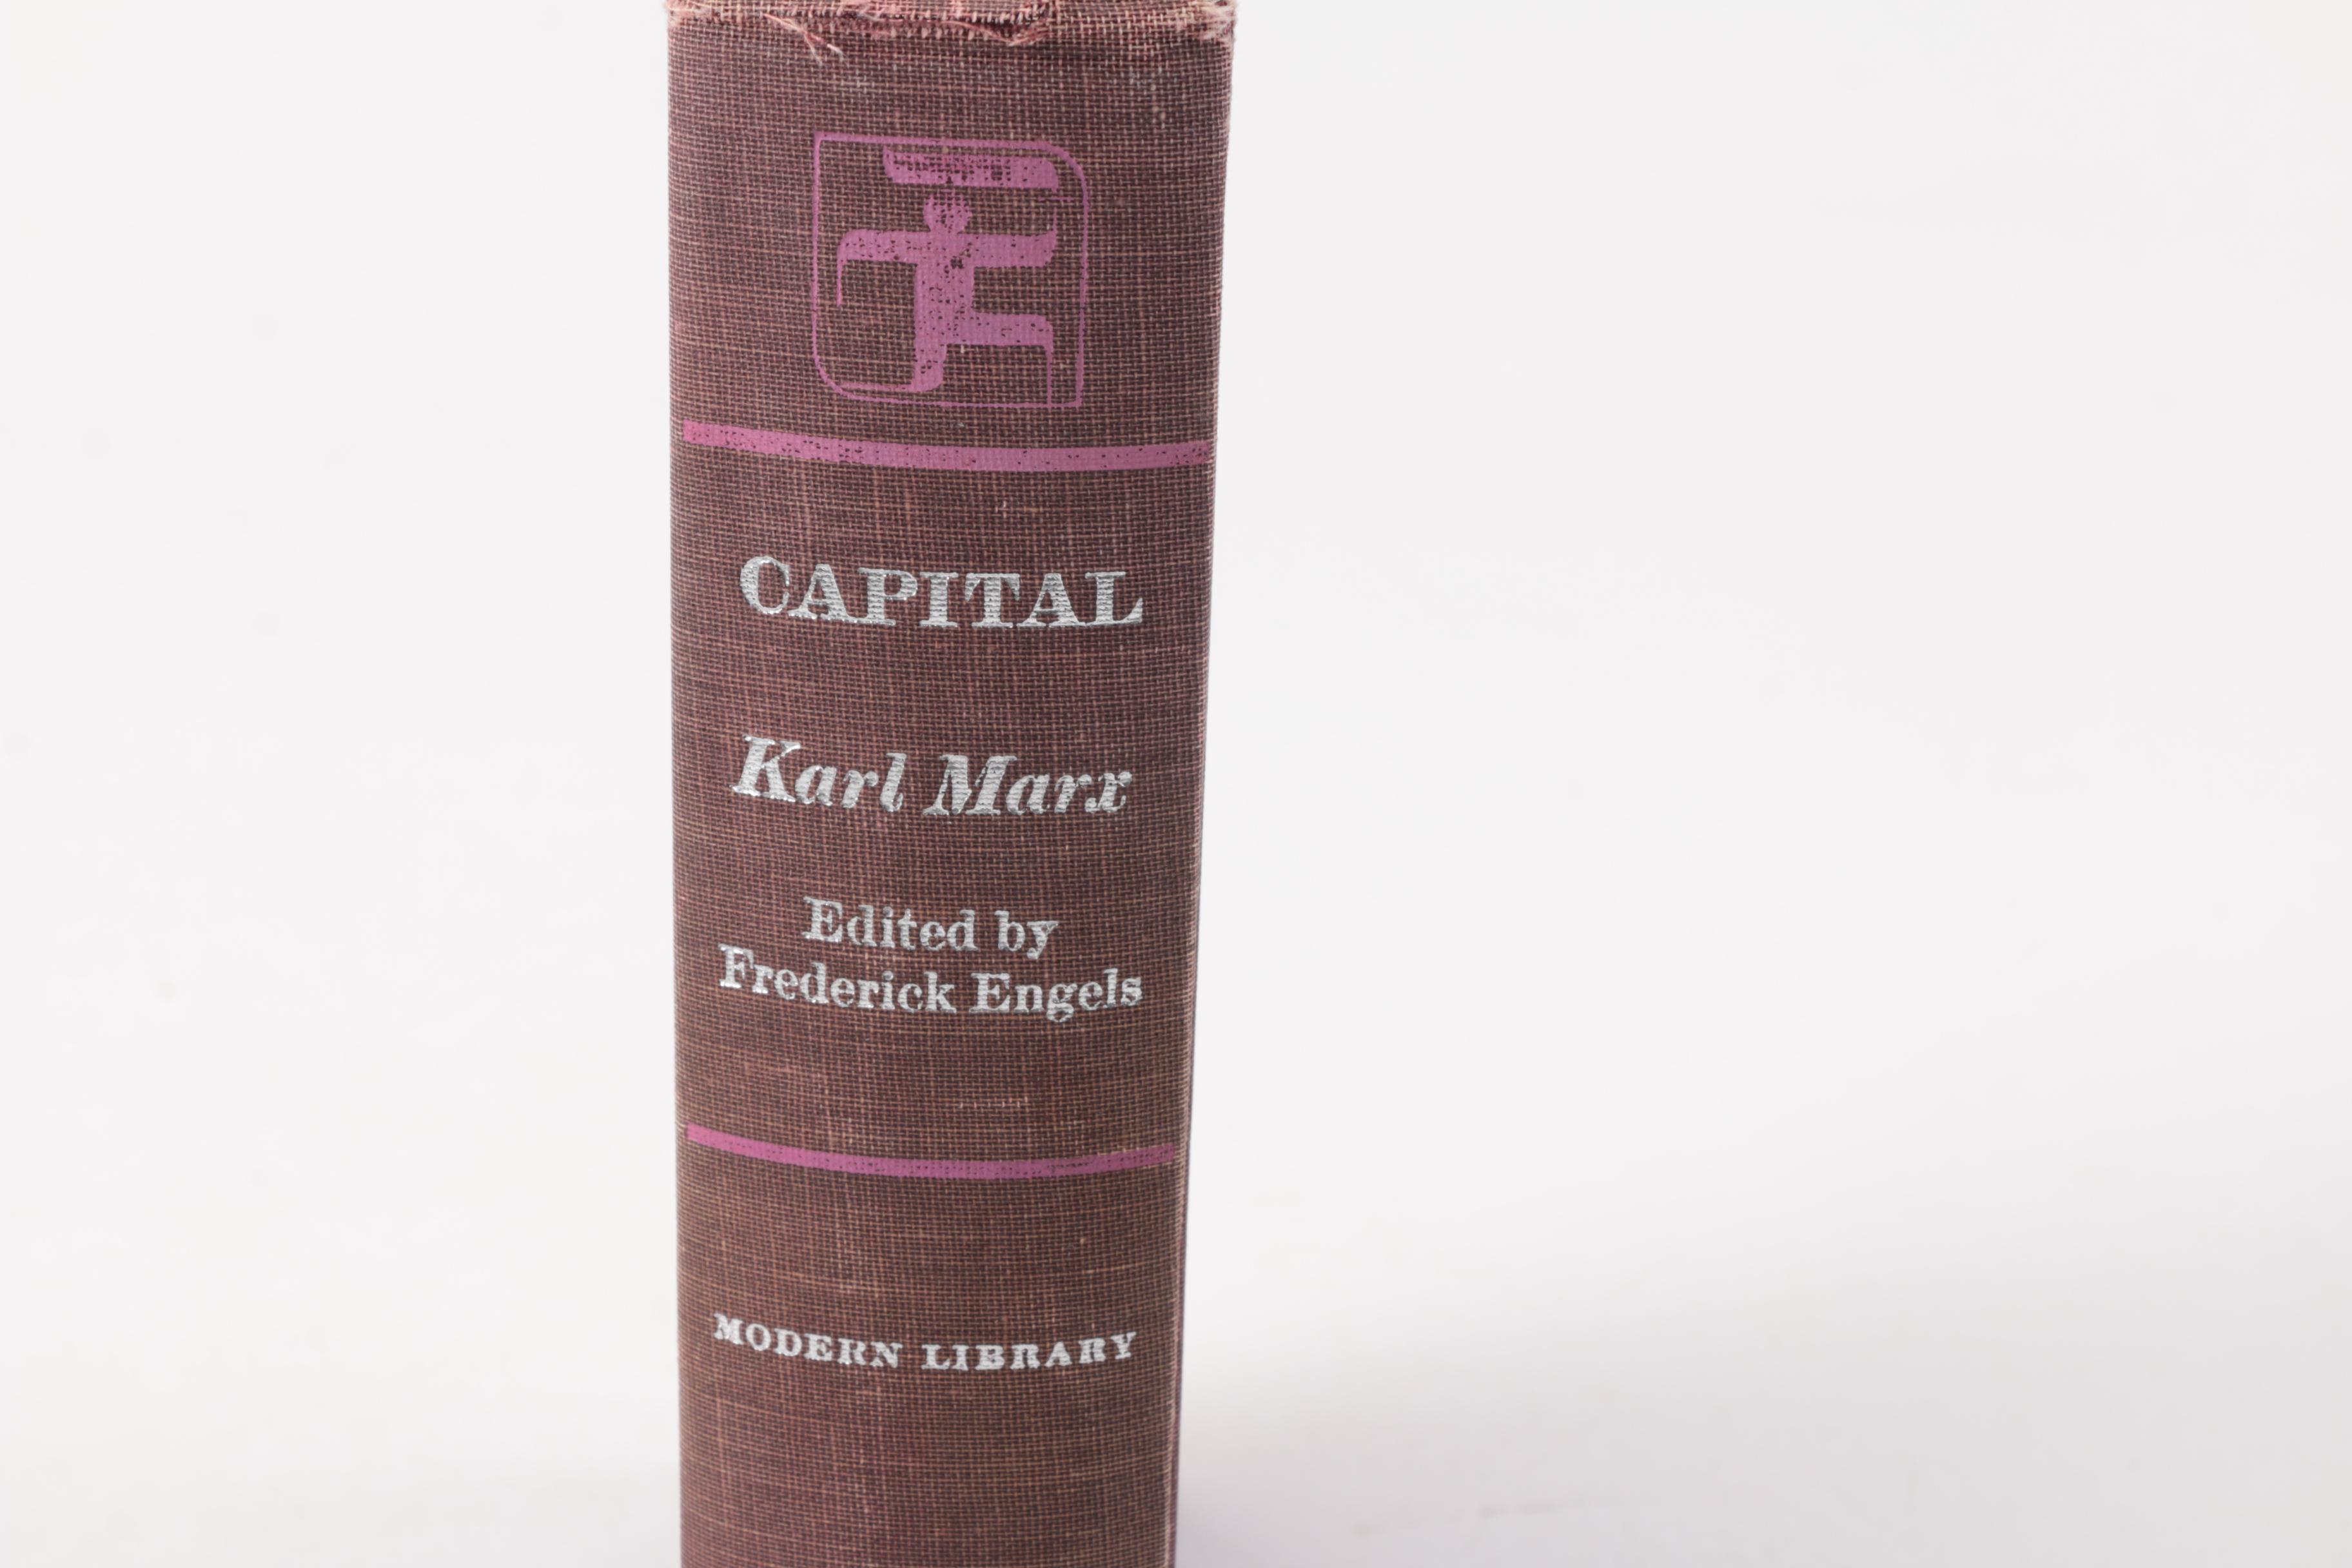 CAPITAL
Karl Marx
Edited by
Frederick Engels
MODERN LIBRARY